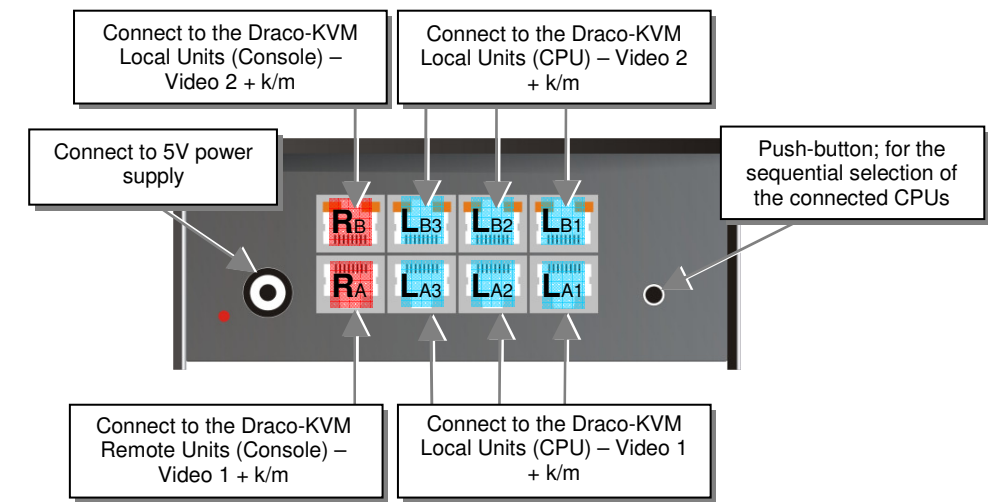 Connect to the Draco-KVM
Local Units (Console) –
Video 2 + k/m
Connect to the Draco-KVM
Local Units (CPU) – Video 2
+ k/m
Connect to 5V power
supply
Push-button; for the
sequential selection of
the connected CPUs
RB LB3 LB2 LB1
RA LA3 LA2 LA1
Connect to the Draco-KVM
Remote Units (Console) –
Video 1 + k/m
Connect to the Draco-KVM
Local Units (CPU) – Video 1
+ k/m